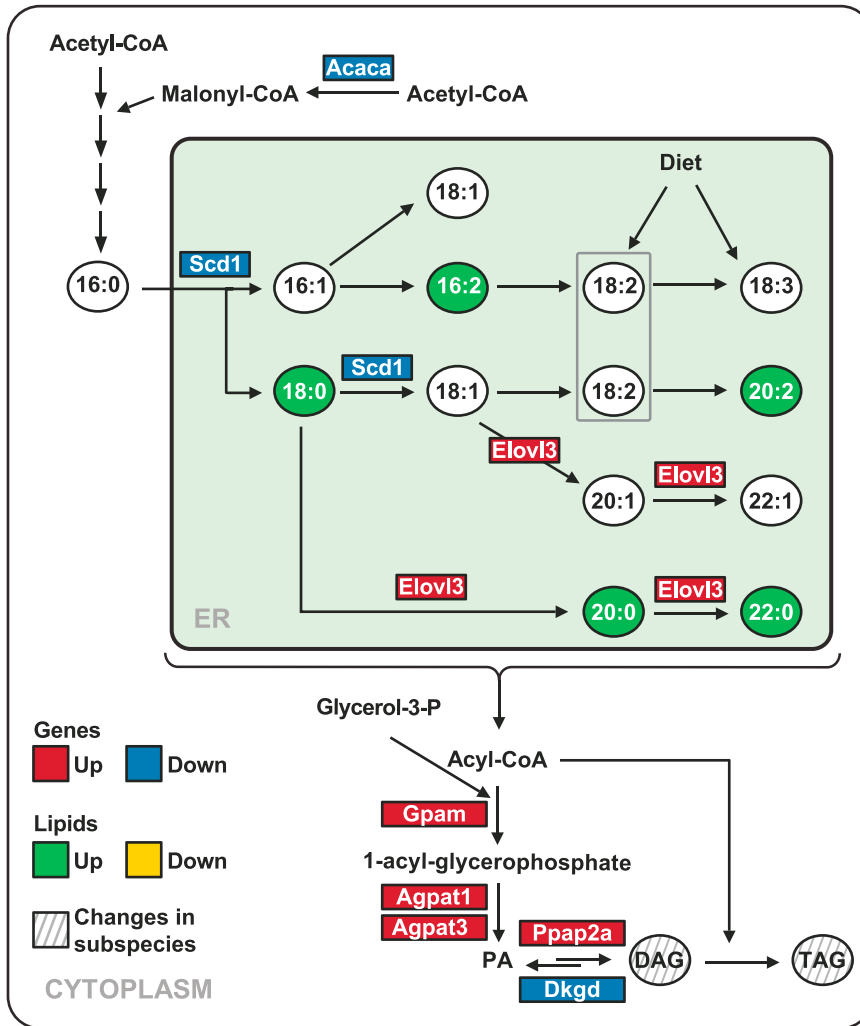 Acetyl-CoA
Acaca
Malonyl-CoA
Acetyl-CoA
Diet
18:1
Scd1
16:0
16:1
16:2
18:2
18:3
Scd1
18:0
18:1
18:2
20:2
Elovl3
Elovl3
20:1
22:1
Elovl3
Elovl3
20:0
22:0
ER
Glycerol-3-P
Genes
Up
Down
Acyl-CoA
Gpam
Lipids
Up
Down
1-acyl-glycerophosphate
Agpat1
Agpat3
Changes in
subspecies
Ppap2a
PA
DAG
TAG
Dkgd
CYTOPLASM